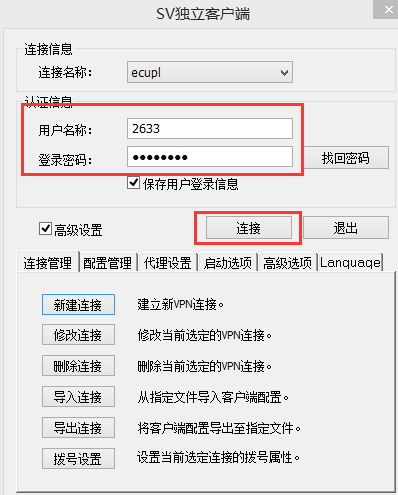 SV独立客户端
连接信息
连接名称： ecupl
认证信息
用户名称： 2633
登录密码： ●●●●●●●● 找回密码
保存用户登录信息
高级设置 连接 退出
连接管理 配置管理 代理设置 启动选项 高级选项 Language
新建连接 建立新VPN连接。
修改连接 修改当前选定的VPN连接。
删除连接 删除当前选定的VPN连接。
导入连接 从指定文件导入客户端配置。
导出连接 将客户端配置导出至指定文件。
拨号设置 设置当前选定连接的拨号属性。